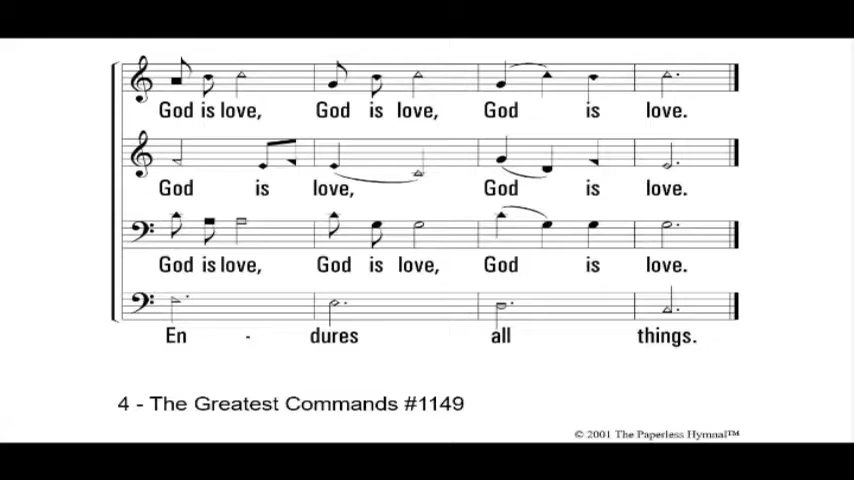 God is love, God is love, God is love.
God is love, God is love.
God is love, God is love, God is love.
En - dures all things.
4 - The Greatest Commands #1149
© 2001 The Paperless Hymnal™